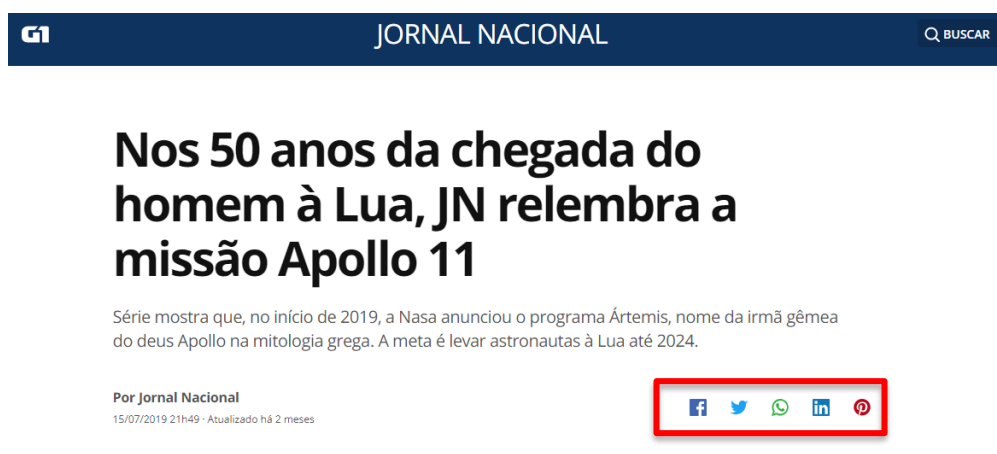 G1
JORNAL NACIONAL
BUSCAR
Nos 50 anos da chegada do
homem à Lua, JN relembra a
missão Apollo 11
Série mostra que, no início de 2019, a Nasa anunciou o programa Ártemis, nome da irmã gêmea
do deus Apollo na mitologia grega. A meta é levar astronautas à Lua até 2024.
Por Jornal Nacional
15/07/2019 21h49 · Atualizado há 2 meses